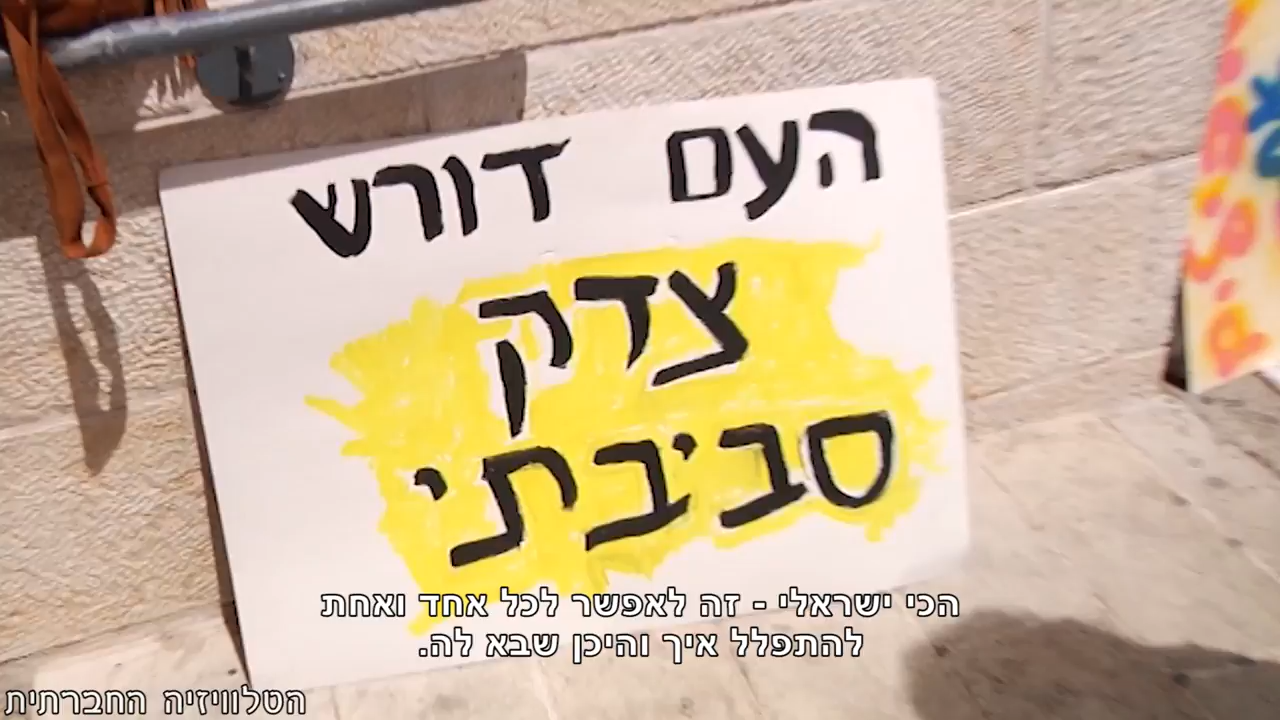 העם דורש
צדק
סביבתי
הכי ישראלי - זה לאפשר לכל אחד ואחת
להתפלל איך והיכן שבא לה.
הטלוויזיה החברתית